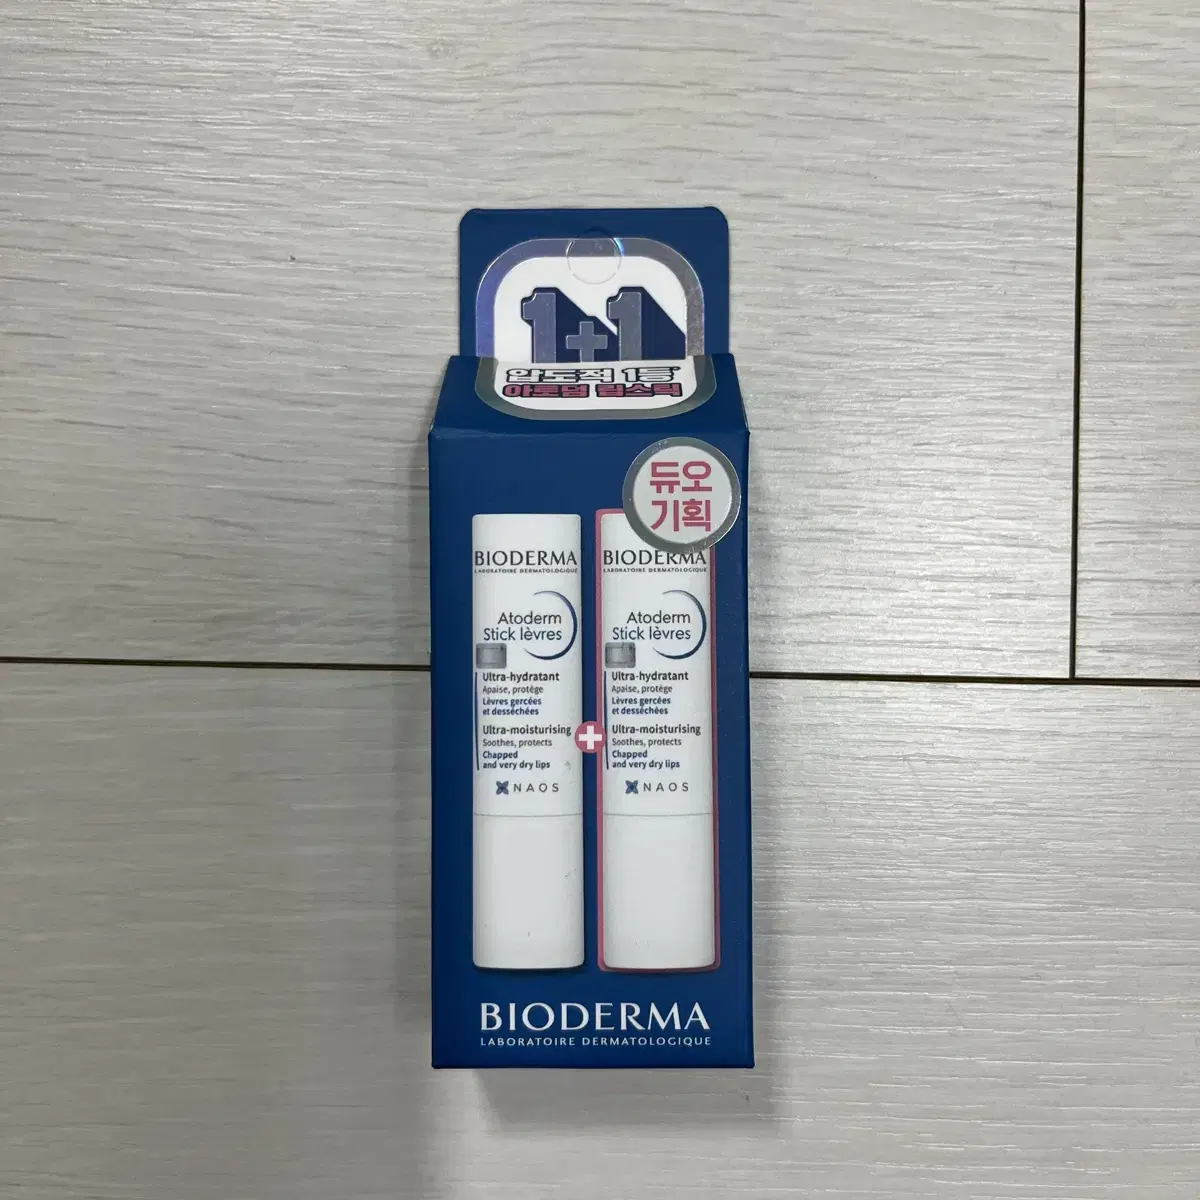 1+1
압도적 1등*
아토덤 립스틱
듀오
기획
BIODERMA
LABORATOIRE DERMATOLOGIQUE
Atoderm
Stick lèvres
Ultra-hydratant
Apaise, protège
Lèvres gercées
et desséchées
Ultra-moisturising
Soothes, protects
Chapped
and very dry lips
NAOS
+
BIODERMA
LABORATOIRE DERMATOLOGIQUE
Atoderm
Stick lèvres
Ultra-hydratant
Apaise, protège
Lèvres gercées
et desséchées
Ultra-moisturising
Soothes, protects
Chapped
and very dry lips
NAOS
BIODERMA
LABORATOIRE DERMATOLOGIQUE